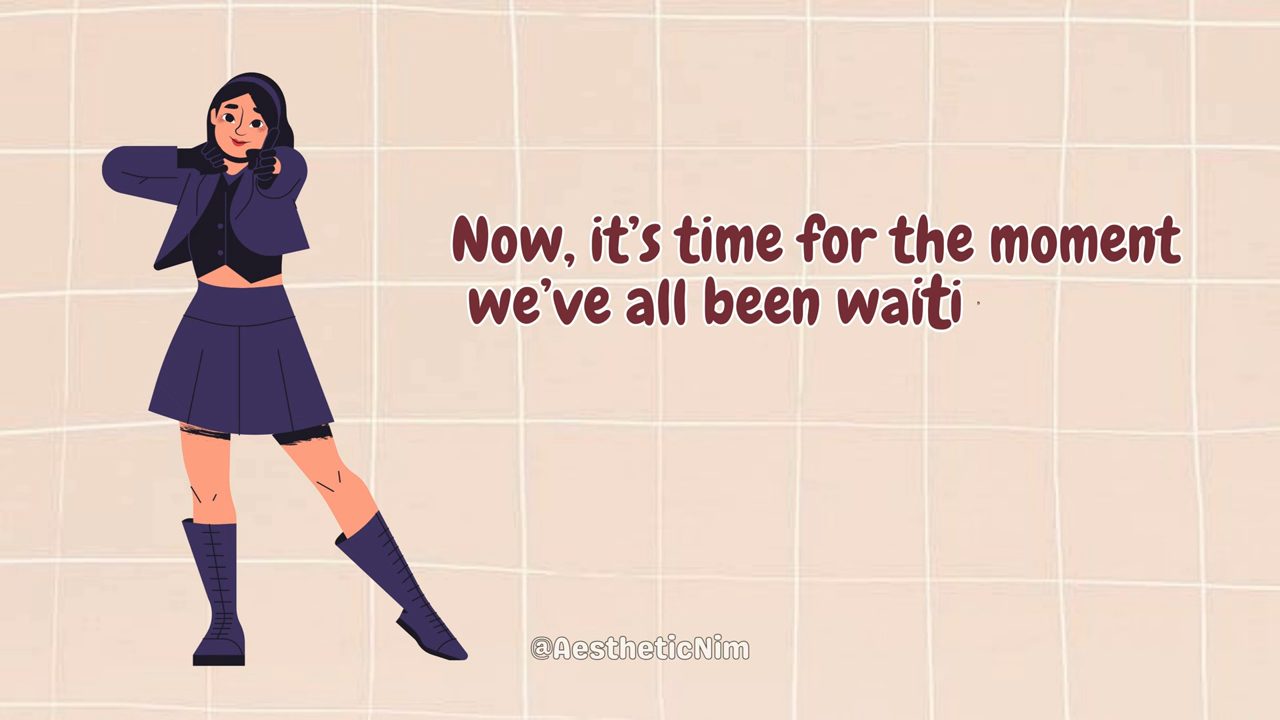 Now, it’s time for the moment
we’ve all been waiti
@AestheticNim